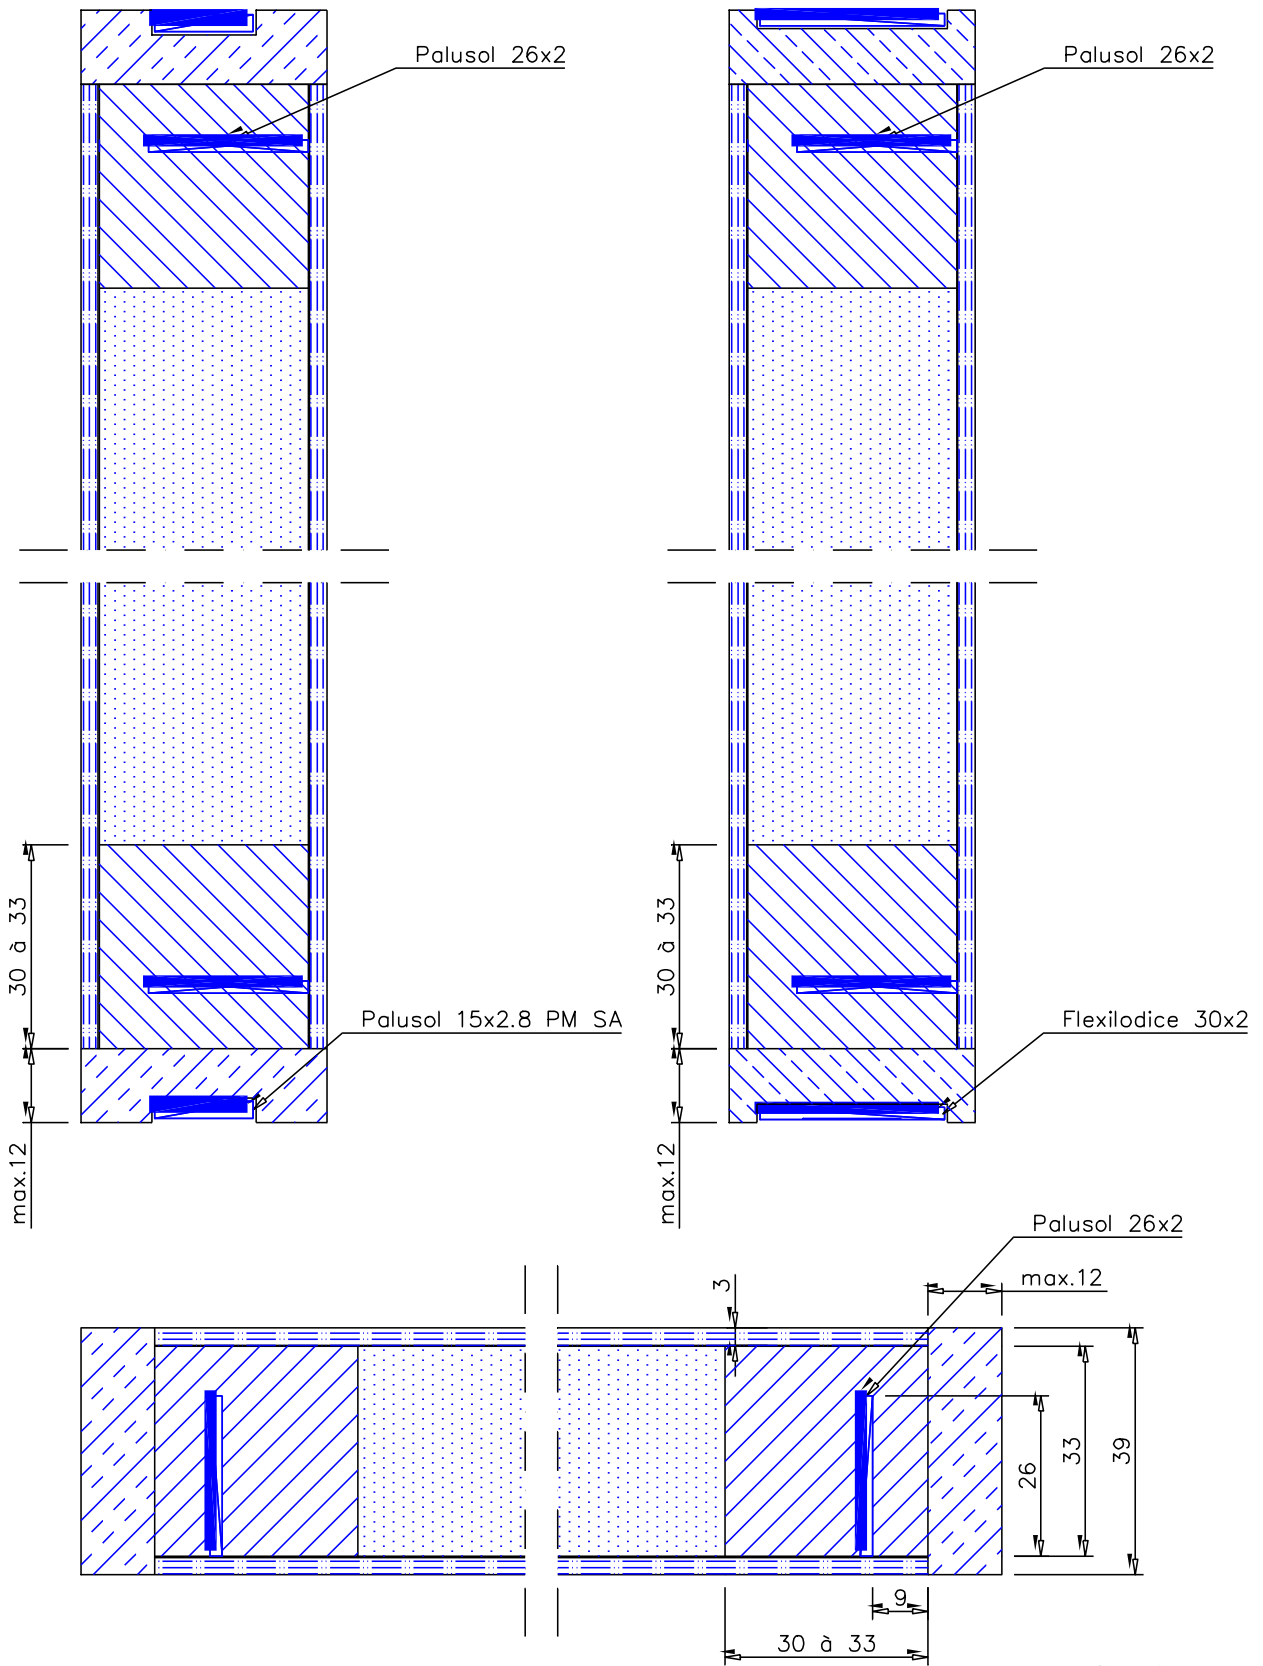 Palusol 26x2
Palusol 26x2
30 à 33
30 à 33
Palusol 15x2.8 PM SA
Flexilodice 30x2
max.12
max.12
Palusol 26x2
3
max.12
26
33
39
9
30 à 33